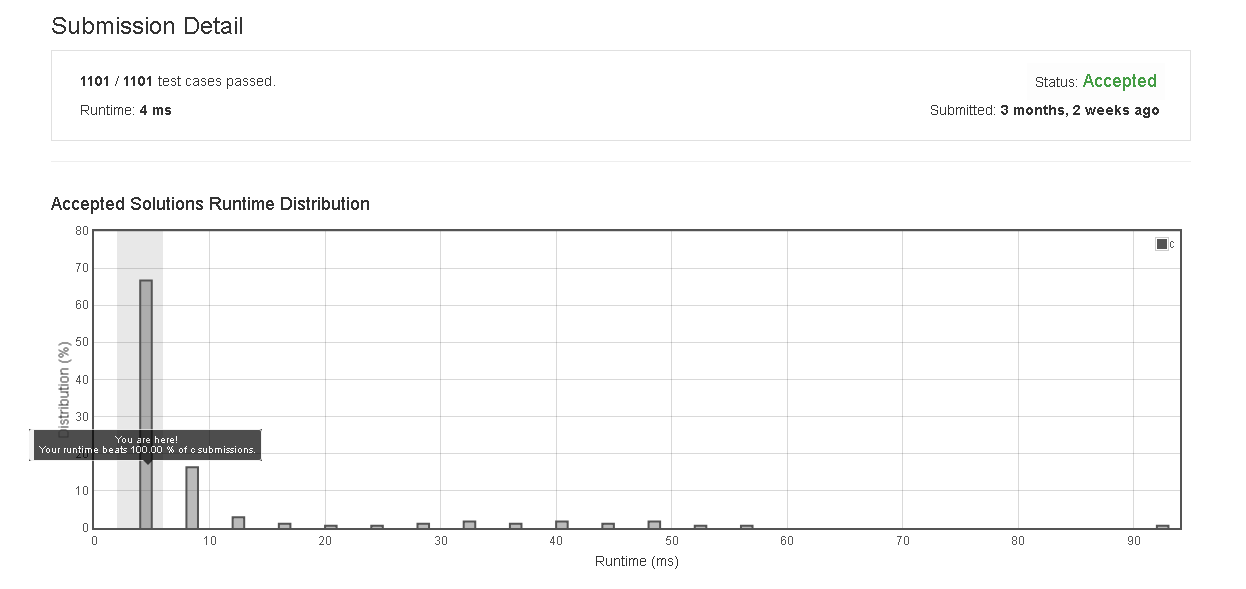 Submission Detail
1101 / 1101 test cases passed.
Status: Accepted
Runtime: 4 ms
Submitted: 3 months, 2 weeks ago
Accepted Solutions Runtime Distribution
80
70
60
50
40
30
20
10
0
Distribution (%)
c
You are here!
Your runtime beats 100.00 % of c submissions.
0 10 20 30 40 50 60 70 80 90
Runtime (ms)